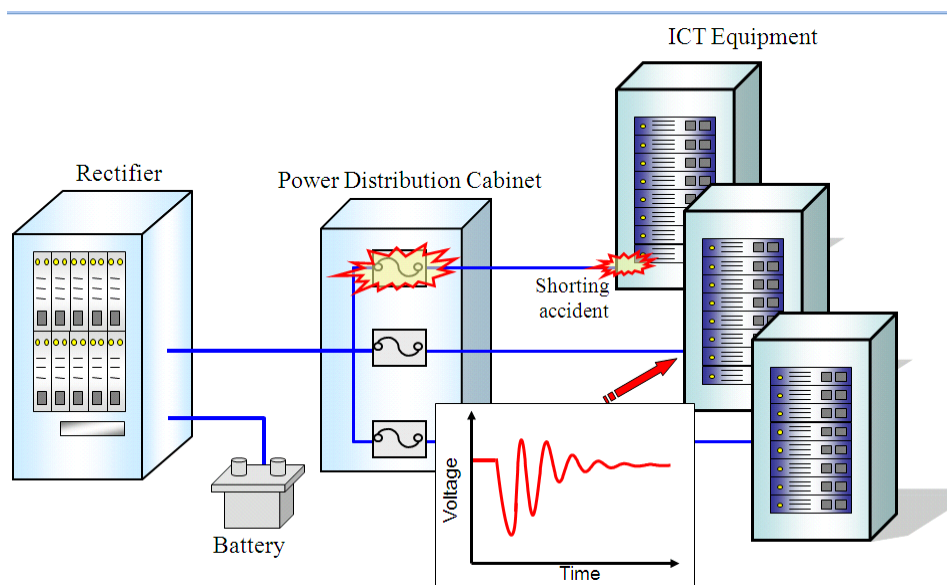 ICT Equipment
Rectifier
Power Distribution Cabinet
Shorting
accident
Voltage
Time
Battery